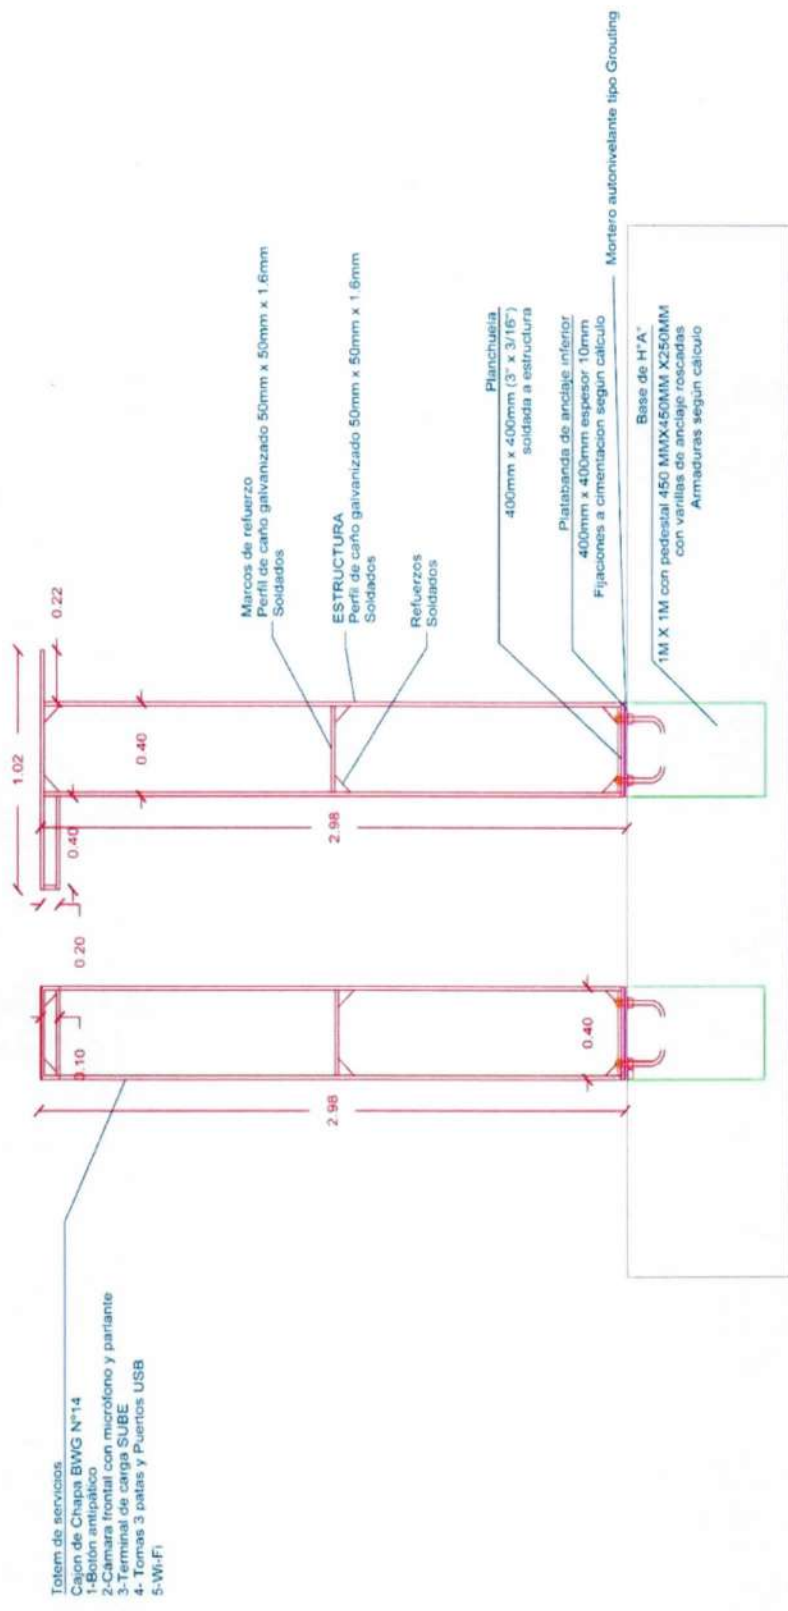 Totem de servicios
Cajon de Chapa BWG Nº14
1-Botón antipático
2-Cámara frontal con micrófono y parlante
3-Terminal de carga SUBE
4- Tomas 3 patas y Puertos USB
5-Wi-Fi
2.98
0.10
0.20
0.40
1.02
0.22
0.40
0.40
2.98
Marcos de refuerzo
Perfil de caño galvanizado 50mm x 50mm x 1.6mm
Soldados
ESTRUCTURA
Perfil de caño galvanizado 50mm x 50mm x 1.6mm
Soldados
Refuerzos
Soldados
Planchuela
400mm x 400mm (3" x 3/16")
soldada a estructura
Platabanda de anclaje inferior
400mm x 400mm espesor 10mm
Fijaciones a cimentacion según cálculo
Mortero autonivelante tipo Grouting
Base de H°A°
1M X 1M con pedestal 450 MMX450MM X250MM
con varillas de anclaje roscadas
Armaduras según cálculo